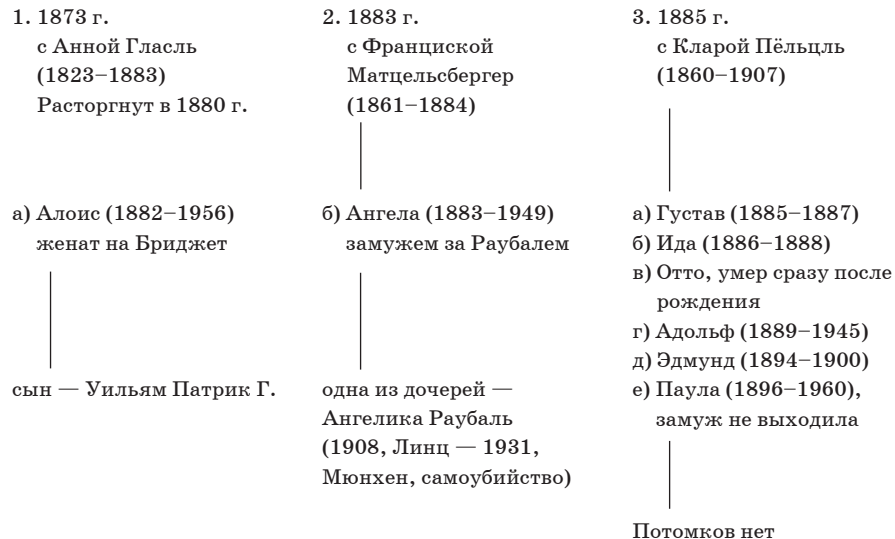 1. 1873 г.
с Анной Гласль
(1823–1883)
Расторгнут в 1880 г.
2. 1883 г.
с Франциской
Матцельсбергер
(1861–1884)
3. 1885 г.
с Кларой Пёльцль
(1860–1907)
а) Алоис (1882–1956)
женат на Бриджет
б) Ангела (1883–1949)
замужем за Раубалем
а) Густав (1885–1887)
б) Ида (1886–1888)
в) Отто, умер сразу после
рождения
г) Адольф (1889–1945)
д) Эдмунд (1894–1900)
е) Паула (1896–1960),
замуж не выходила
сын — Уильям Патрик Г.
одна из дочерей —
Ангелика Раубаль
(1908, Линц — 1931,
Мюнхен, самоубийство)
Потомков нет